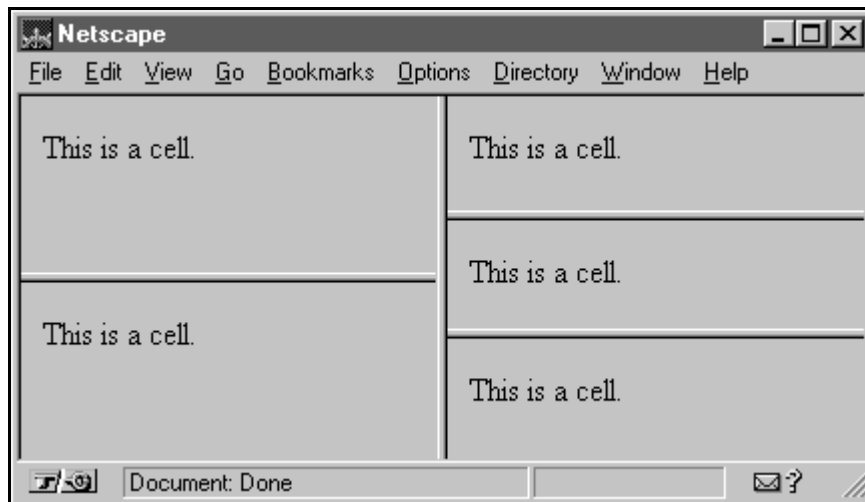 Netscape
File Edit View Go Bookmarks Options Directory Window Help
This is a cell.
This is a cell.
This is a cell.
This is a cell.
This is a cell.
Document: Done
?